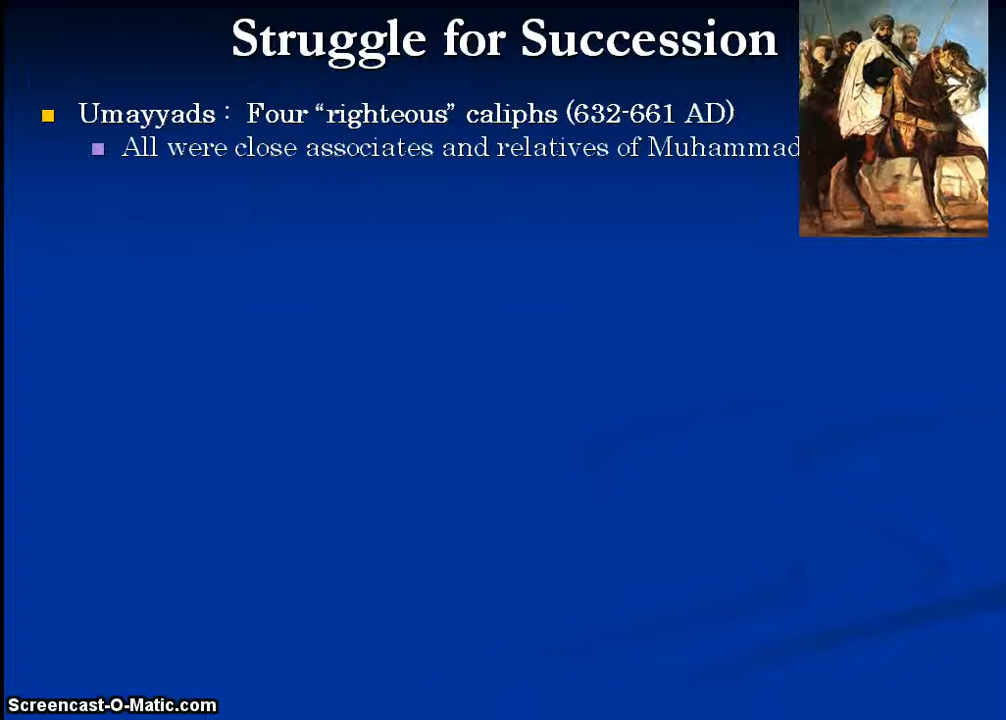 Struggle for Succession
Umayyads : Four “righteous” caliphs (632-661 AD)
All were close associates and relatives of Muhammad
Screencast-O-Matic.com